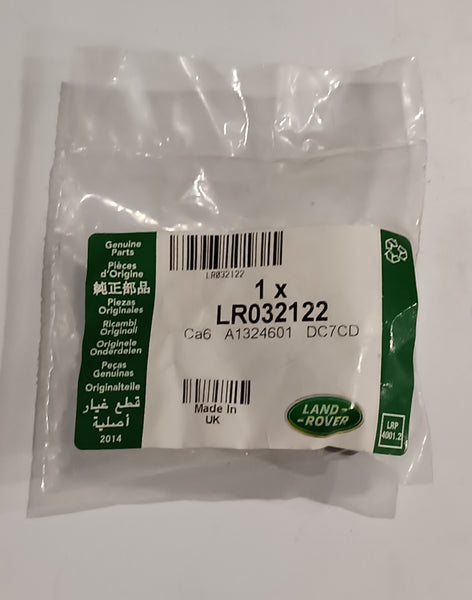 Genuine
Parts
Pièces
d'Origine
純正部品
Piezas
Originales
Ricambi
Originali
Originele
Onderdelen
Peças
Genuinas
Originalteile
قطع غيار
أصلية
2014
LR032122
1 x
LR032122
Ca6 A1324601 DC7CD
Made In
UK
LAND-
-ROVER
LRP
4001.2